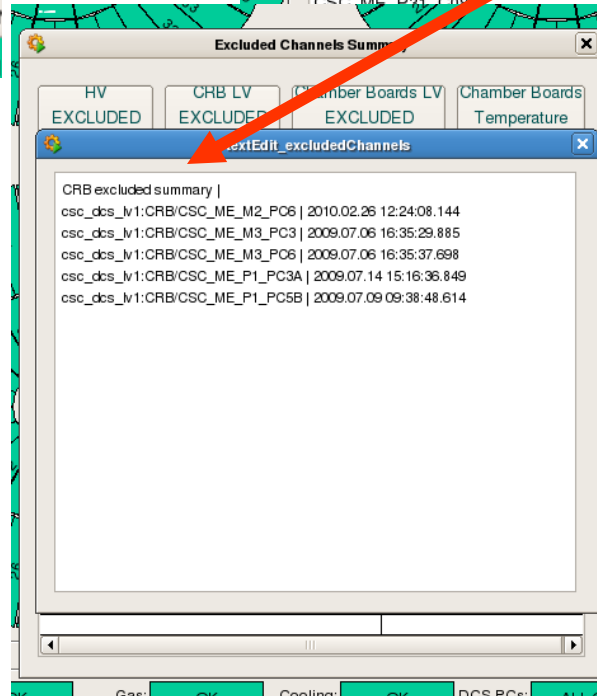 Excluded Channels
HV
EXCLUDED
CRB LV
EXCLUDED
Chamber Boards LV
EXCLUDED
Chamber Boards
Temperature
textEdit_excludedChannels
CRB excluded summary |
csc_dcs_lv1:CRB/CSC_ME_M2_PC6 | 2010.02.26 12:24:08.144
csc_dcs_lv1:CRB/CSC_ME_M3_PC3 | 2009.07.06 16:35:29.885
csc_dcs_lv1:CRB/CSC_ME_M3_PC6 | 2009.07.06 16:35:37.698
csc_dcs_lv1:CRB/CSC_ME_P1_PC3A | 2009.07.14 15:16:36.849
csc_dcs_lv1:CRB/CSC_ME_P1_PC5B | 2009.07.09 09:38:48.614
Gas: OK Cooling: OK DCS PCs: